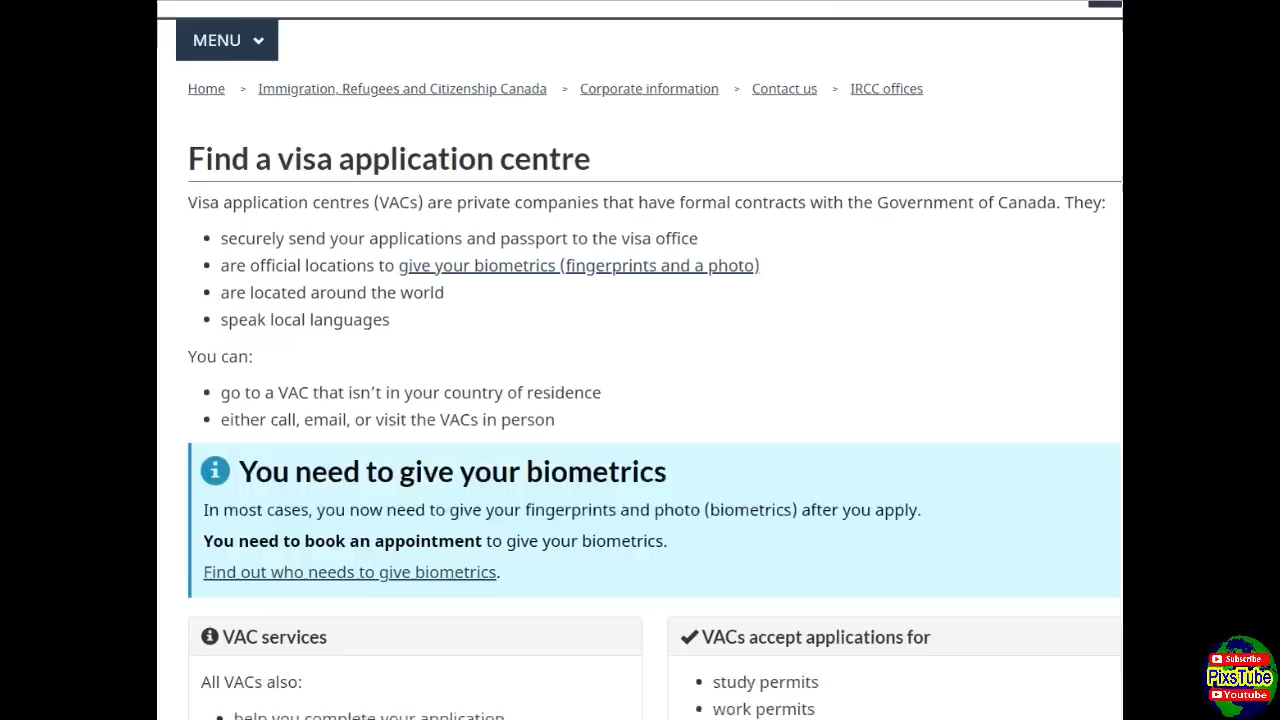 MENU
Home > Immigration, Refugees and Citizenship Canada > Corporate information > Contact us > IRCC offices
Find a visa application centre
Visa application centres (VACs) are private companies that have formal contracts with the Government of Canada. They:
• securely send your applications and passport to the visa office
• are official locations to give your biometrics (fingerprints and a photo)
• are located around the world
• speak local languages
You can:
• go to a VAC that isn't in your country of residence
• either call, email, or visit the VACs in person
You need to give your biometrics
In most cases, you now need to give your fingerprints and photo (biometrics) after you apply.
You need to book an appointment to give your biometrics.
Find out who needs to give biometrics.
VAC services
All VACs also:
• help you complete your application
VACs accept applications for
• study permits
• work permits
Subscribe
PixsTube
Youtube